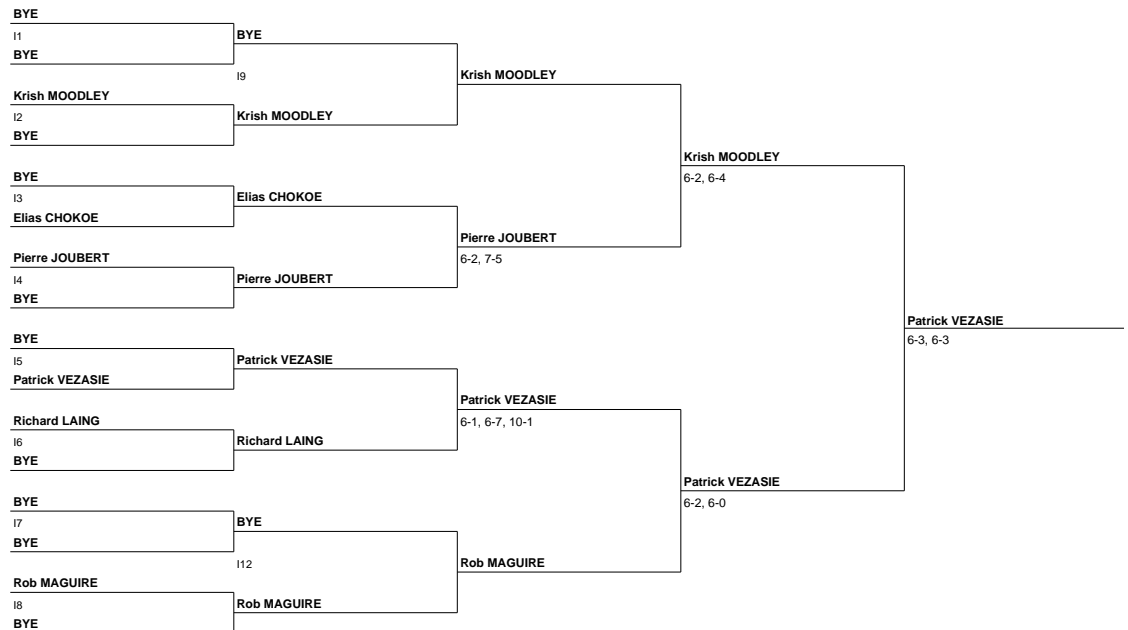 BYE
I1
BYE
BYE
I9
Krish MOODLEY
Krish MOODLEY
I2
Krish MOODLEY
BYE
Krish MOODLEY
6-2, 6-4
BYE
I3
Elias CHOKOE
Elias CHOKOE
Pierre JOUBERT
6-2, 7-5
Pierre JOUBERT
I4
Pierre JOUBERT
BYE
Patrick VEZASIE
6-3, 6-3
BYE
I5
Patrick VEZASIE
Patrick VEZASIE
Patrick VEZASIE
6-1, 6-7, 10-1
Richard LAING
I6
Richard LAING
BYE
Patrick VEZASIE
6-2, 6-0
BYE
I7
BYE
BYE
I12
Rob MAGUIRE
Rob MAGUIRE
I8
Rob MAGUIRE
BYE